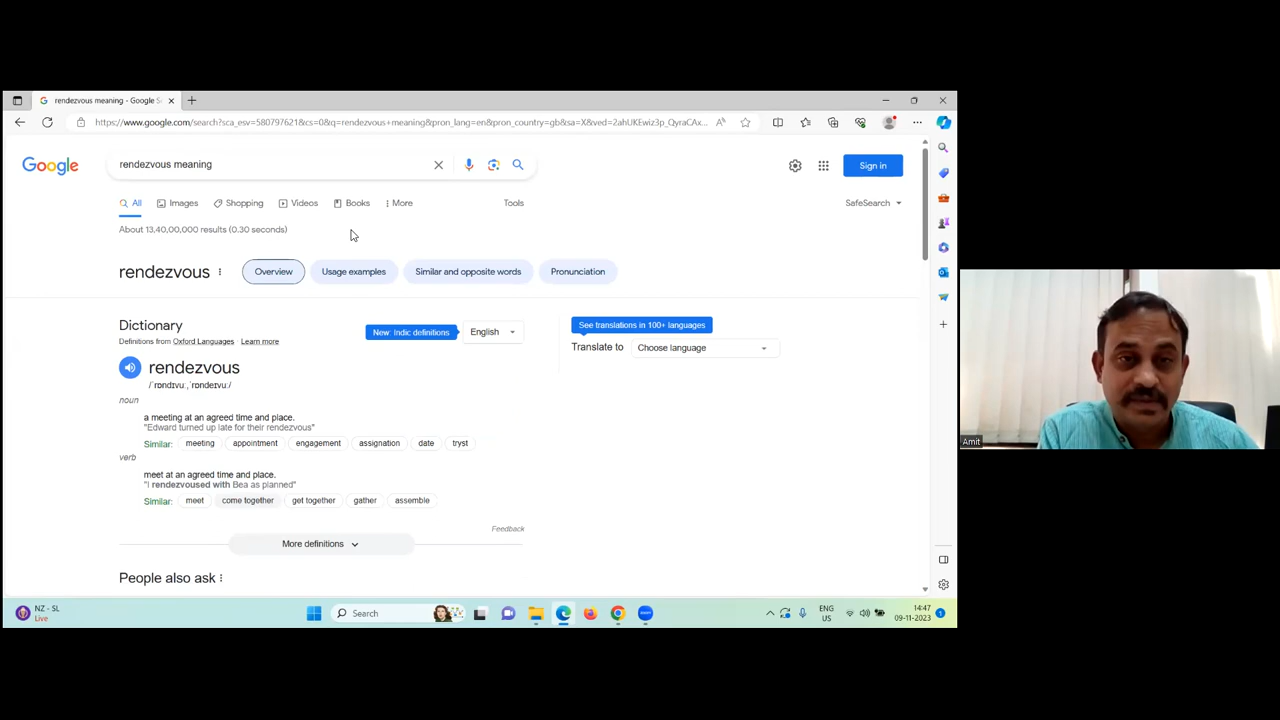 rendezvous meaning - Google S
https://www.google.com/search?sca_esv=580797621&cs=0&q=rendezvous+meaning&pron_lang=en&pron_country=gb&sa=X&ved=2ahUKEwiz3p_QyraCAx...
Google
rendezvous meaning
Sign in
All Images Shopping Videos Books More Tools SafeSearch
About 13,40,00,000 results (0.30 seconds)
rendezvous Overview Usage examples Similar and opposite words Pronunciation
Dictionary
Definitions from Oxford Languages Learn more
New: Indic definitions English
See translations in 100+ languages
Translate to Choose language
rendezvous
/ˈrɒndɪvuː,ˈrɒndeɪvuː/
noun
a meeting at an agreed time and place.
"Edward turned up late for their rendezvous"
Similar: meeting appointment engagement assignation date tryst
verb
meet at an agreed time and place.
"I rendezvoused with Bea as planned"
Similar: meet come together get together gather assemble
Feedback
More definitions
People also ask
NZ - SL
Live
Search
ENG
US
14:47
09-11-2023
1
Amit